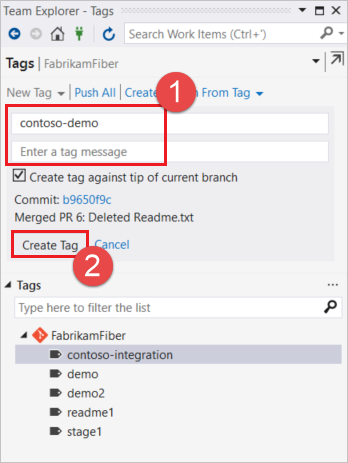 Team Explorer - Tags
Search Work Items (Ctrl+')
Tags | FabrikamFiber
New Tag | Push All | Create From Tag
1
contoso-demo
Enter a tag message
Create tag against tip of current branch
Commit: b9650f9c
Merged PR 6: Deleted Readme.txt
Create Tag Cancel
2
Tags
Type here to filter the list
FabrikamFiber
contoso-integration
demo
demo2
readme1
stage1